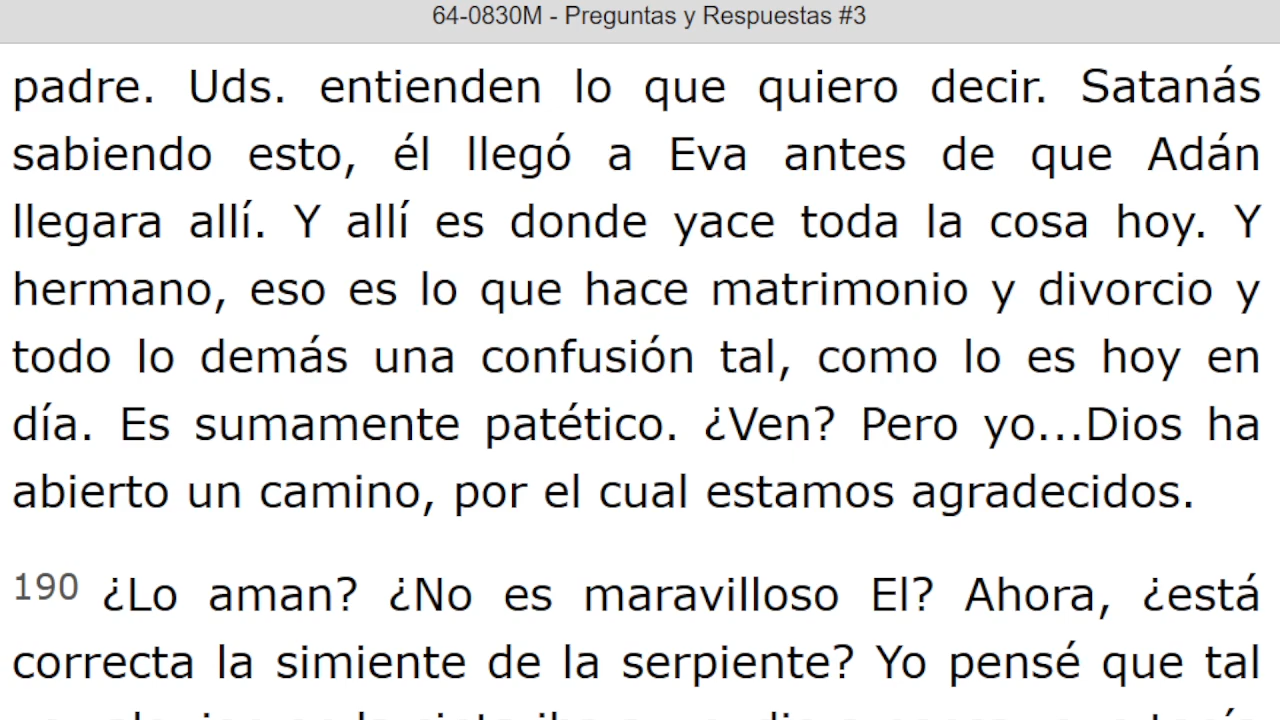 64-0830M - Preguntas y Respuestas #3
padre. Uds. entienden lo que quiero decir. Satanás
sabiendo esto, él llegó a Eva antes de que Adán
llegara allí. Y allí es donde yace toda la cosa hoy. Y
hermano, eso es lo que hace matrimonio y divorcio y
todo lo demás una confusión tal, como lo es hoy en
día. Es sumamente patético. ¿Ven? Pero yo...Dios ha
abierto un camino, por el cual estamos agradecidos.
190 ¿Lo aman? ¿No es maravilloso El? Ahora, ¿está
correcta la simiente de la serpiente? Yo pensé que tal